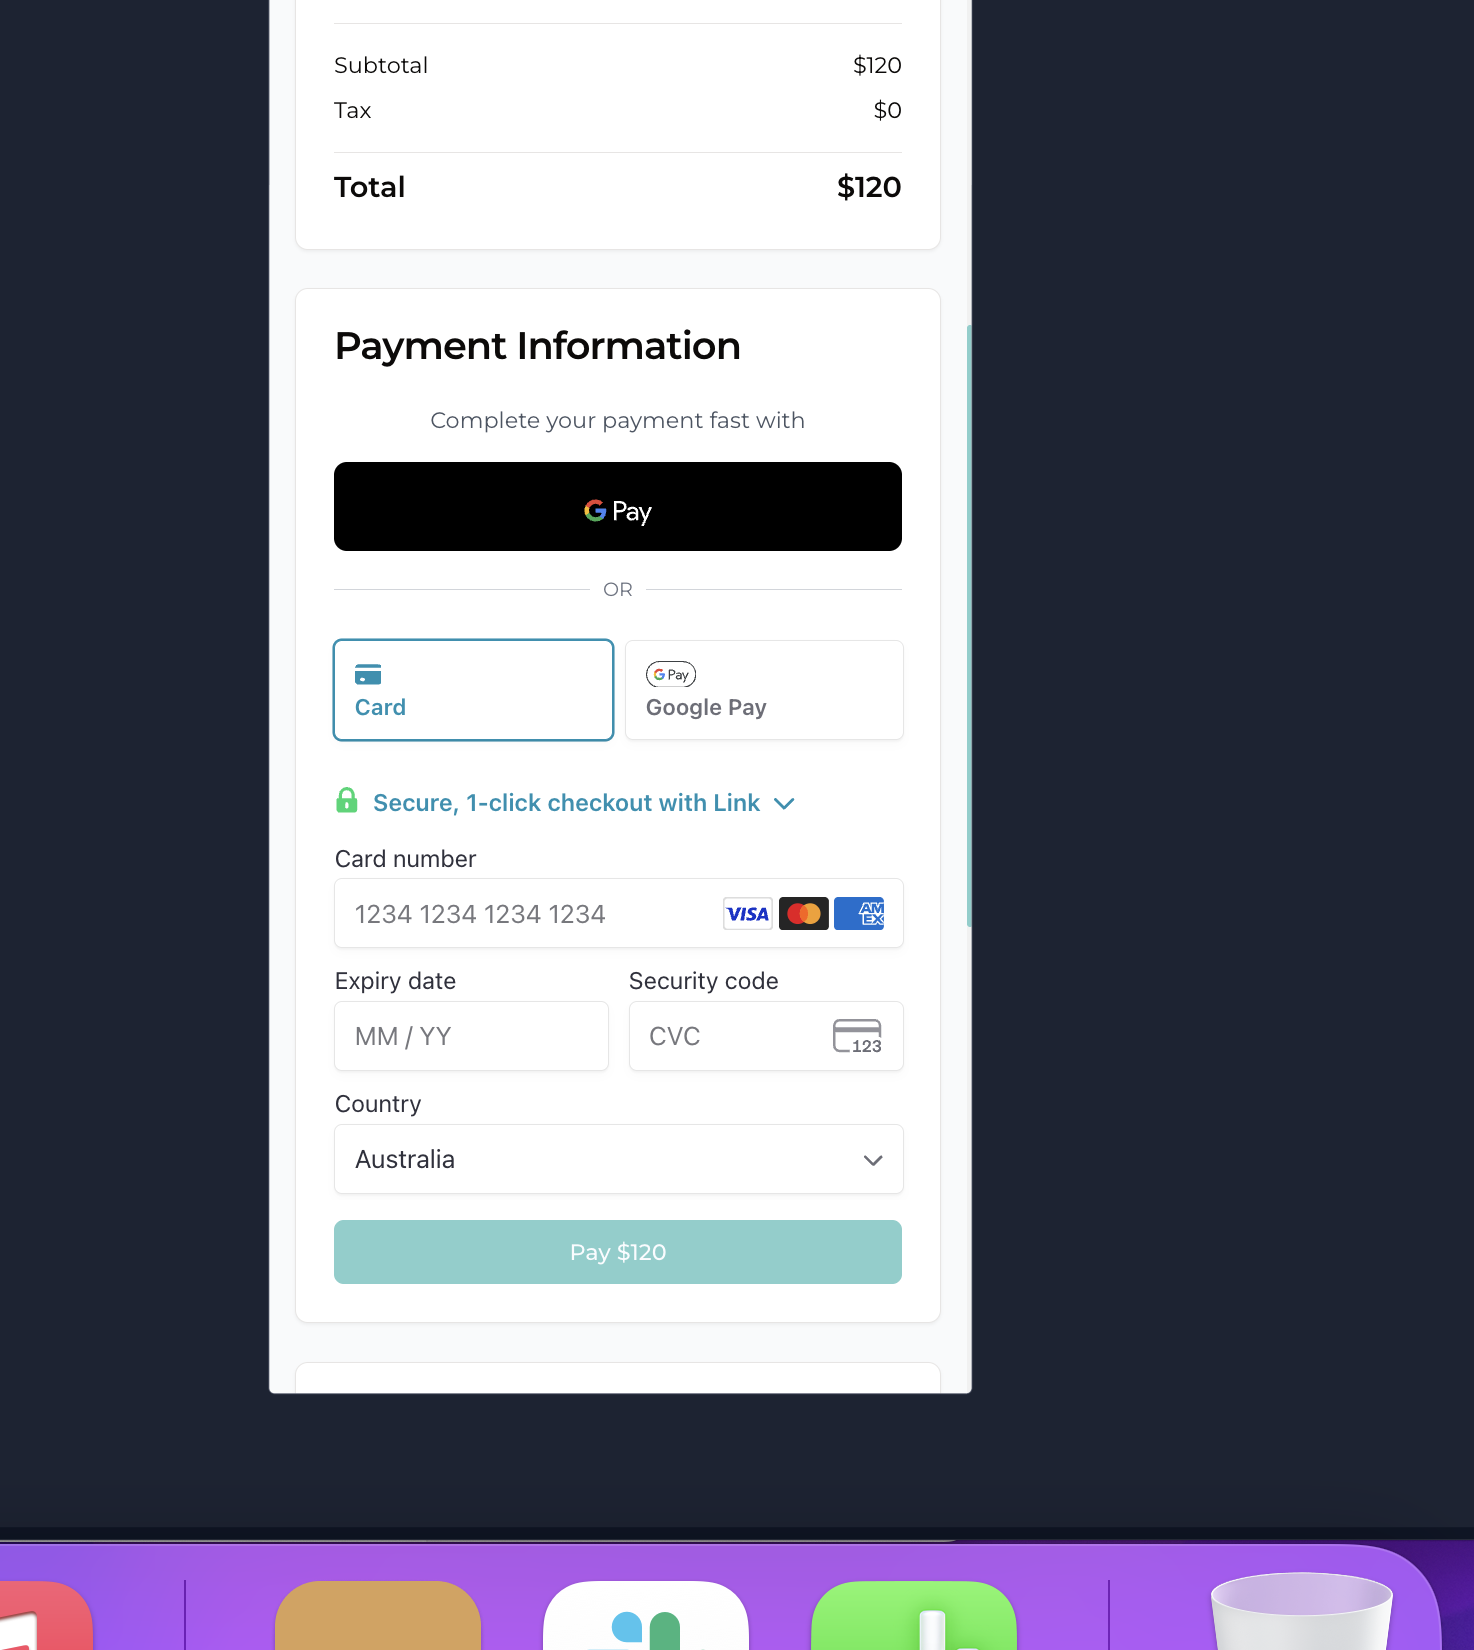 Subtotal $120
Tax $0
Total $120
Payment Information
Complete your payment fast with
G Pay
OR
Card
G Pay
Google Pay
Secure, 1-click checkout with Link
Card number
1234 1234 1234 1234 VISA AMEX
Expiry date Security code
MM / YY CVC 123
Country
Australia
Pay $120